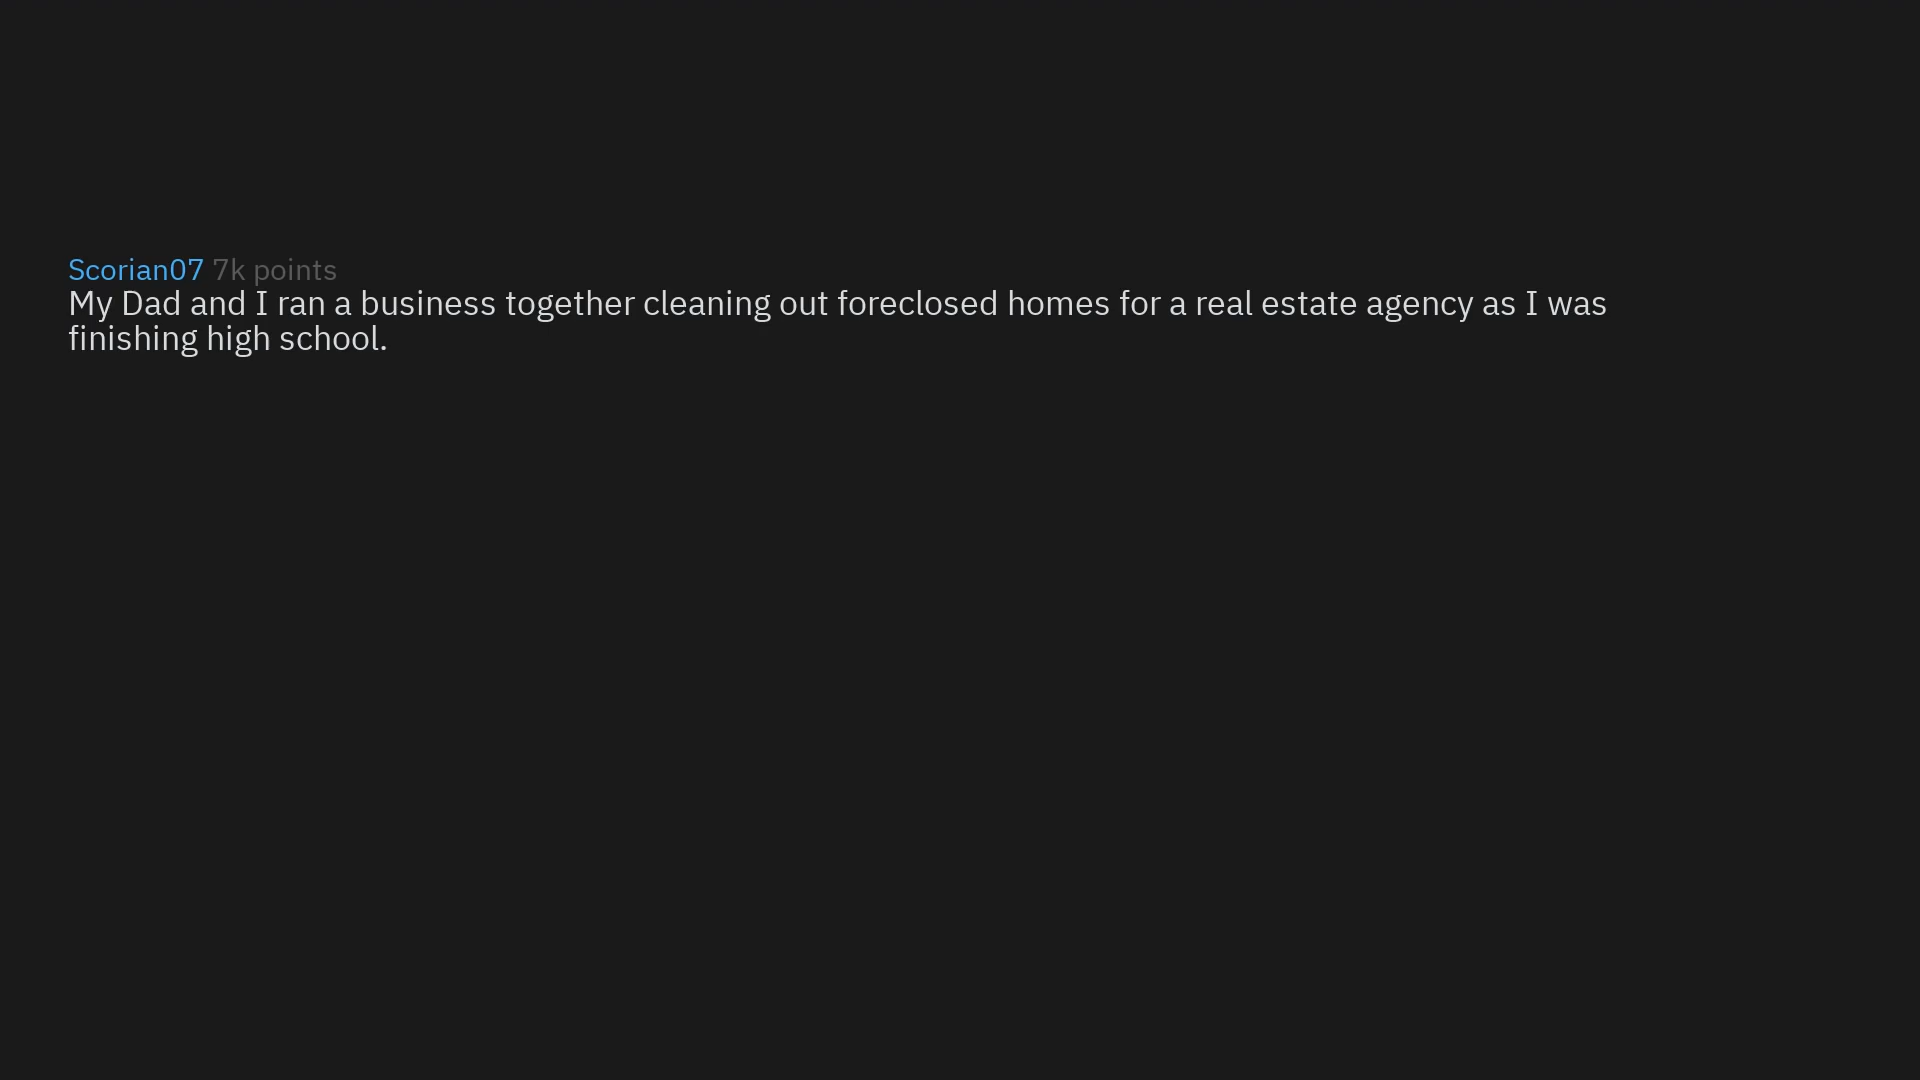 Scorian07 7k points
My Dad and I ran a business together cleaning out foreclosed homes for a real estate agency as I was
finishing high school.